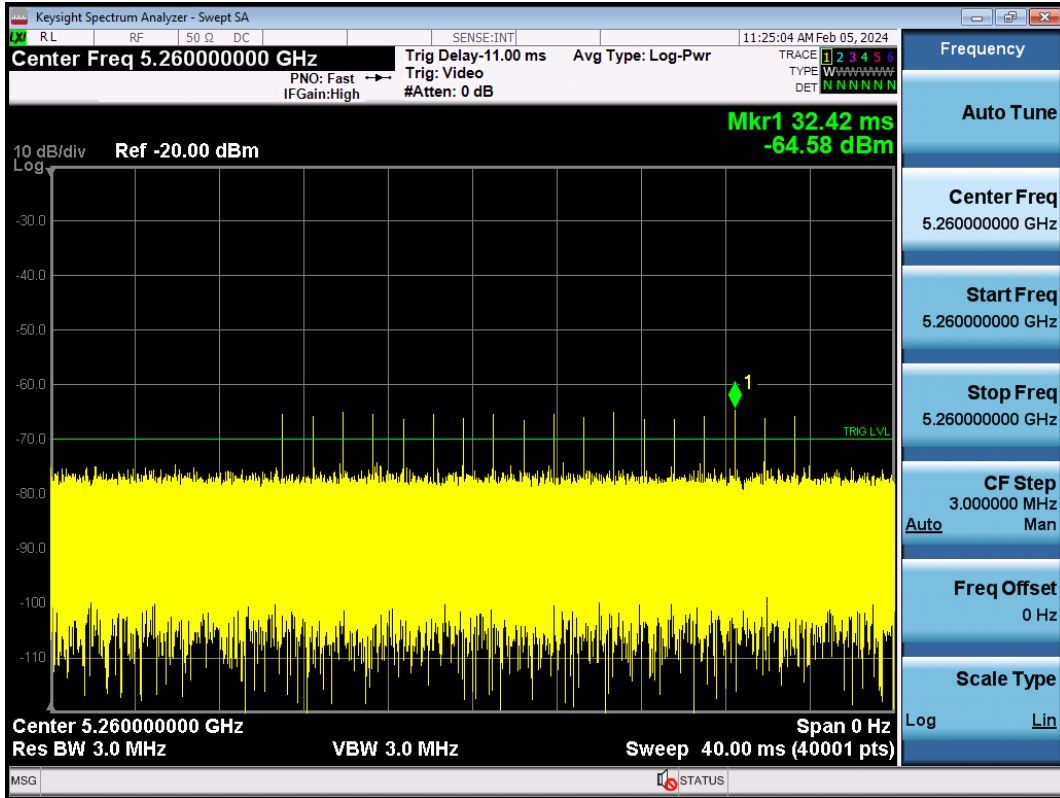 Keysight Spectrum Analyzer - Swept SA
LXI RL RF 50 Ω DC SENSE:INT 11:25:04 AM Feb 05, 2024
Center Freq 5.260000000 GHz
PNO: Fast
IFGain:High
Trig Delay-11.00 ms
Trig: Video
#Atten: 0 dB
Avg Type: Log-Pwr
TRACE 1 2 3 4 5 6
TYPE WWWWWW
DET N N N N N N
Mkr1 32.42 ms
-64.58 dBm
10 dB/div Ref -20.00 dBm
Log
-30.0
-40.0
-50.0
-60.0
1
-70.0
TRIG LVL
-80.0
-90.0
-100
-110
Center 5.260000000 GHz Span 0 Hz
Res BW 3.0 MHz VBW 3.0 MHz Sweep 40.00 ms (40001 pts)
MSG STATUS
Frequency
Auto Tune
Center Freq
5.260000000 GHz
Start Freq
5.260000000 GHz
Stop Freq
5.260000000 GHz
CF Step
3.000000 MHz
Auto Man
Freq Offset
0 Hz
Scale Type
Log Lin